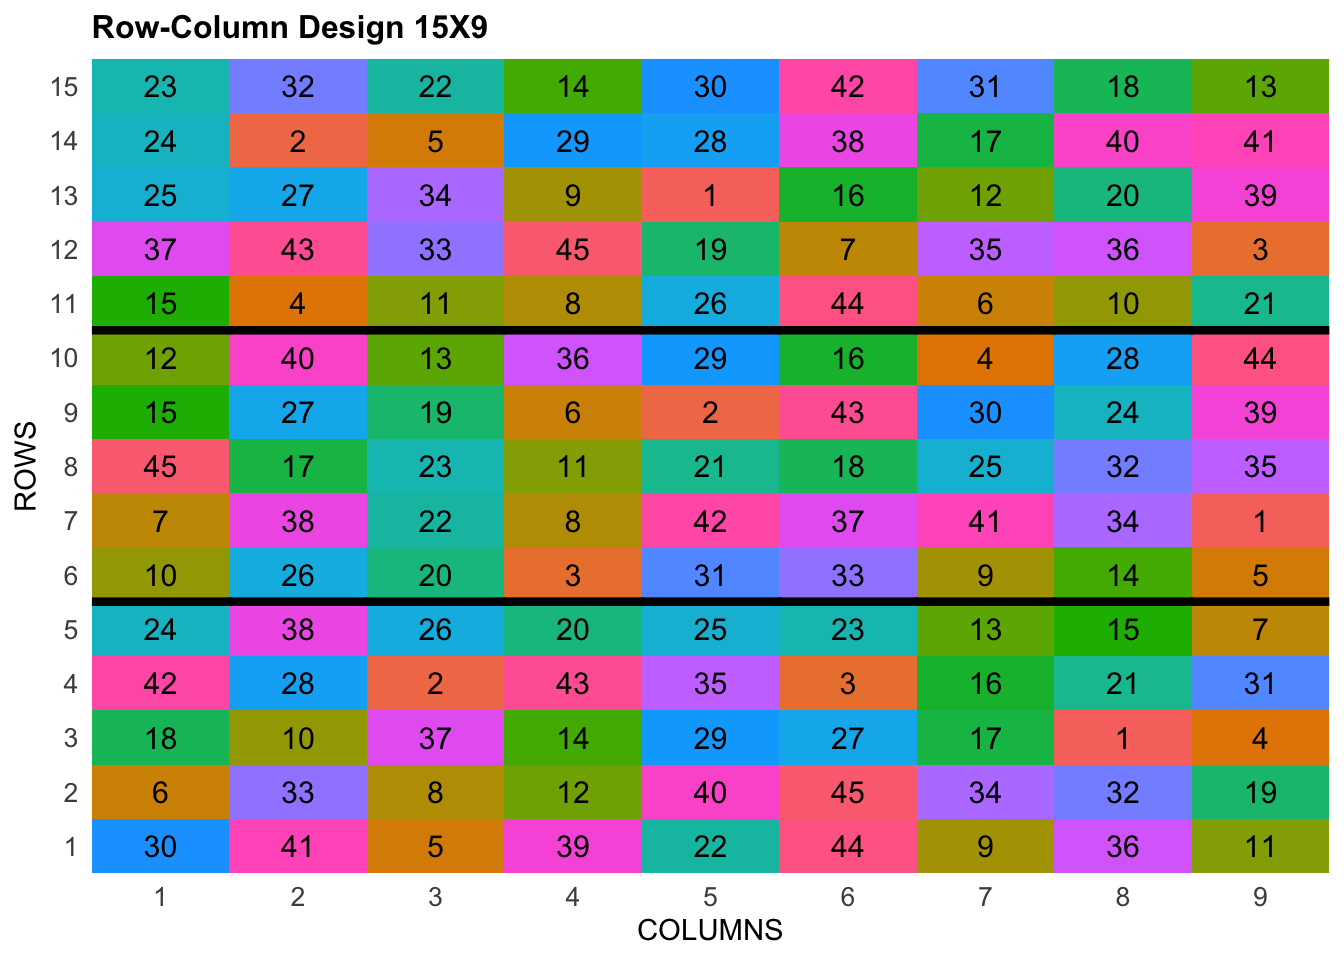 Row-Column Design 15X9
15 23 32 22 14 30 42 31 18 13
14 24 2 5 29 28 38 17 40 41
13 25 27 34 9 1 16 12 20 39
12 37 43 33 45 19 7 35 36 3
11 15 4 11 8 26 44 6 10 21
10 12 40 13 36 29 16 4 28 44
9 15 27 19 6 2 43 30 24 39
8 45 17 23 11 21 18 25 32 35
7 7 38 22 8 42 37 41 34 1
6 10 26 20 3 31 33 9 14 5
5 24 38 26 20 25 23 13 15 7
4 42 28 2 43 35 3 16 21 31
3 18 10 37 14 29 27 17 1 4
2 6 33 8 12 40 45 34 32 19
1 30 41 5 39 22 44 9 36 11
1 2 3 4 5 6 7 8 9
COLUMNS
ROWS